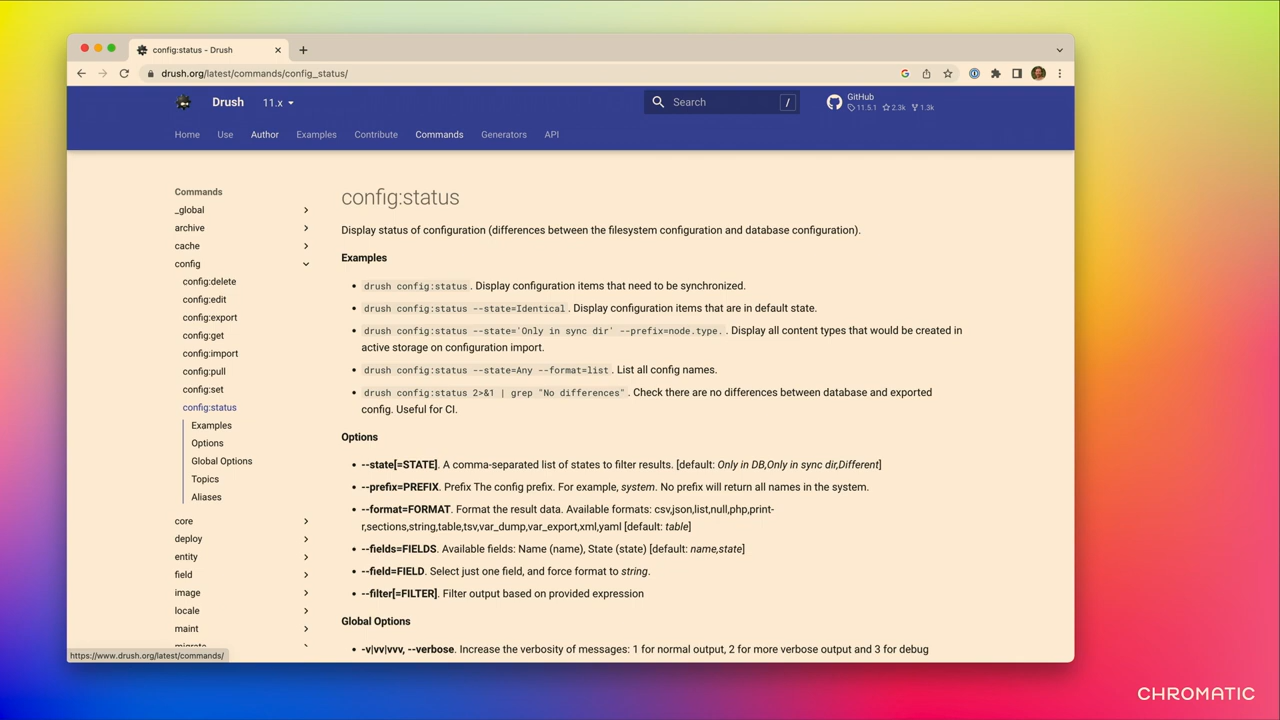 config:status - Drush
drush.org/latest/commands/config_status/
Drush
11.x
Search
/
GitHub
11.5.1 2.3k 1.3k
Home Use Author Examples Contribute Commands Generators API
Commands
_global
archive
cache
config
config:delete
config:edit
config:export
config:get
config:import
config:pull
config:set
config:status
Examples
Options
Global Options
Topics
Aliases
core
deploy
entity
field
image
locale
maint
migrate
https://www.drush.org/latest/commands/
config:status
Display status of configuration (differences between the filesystem configuration and database configuration).
Examples
• drush config:status. Display configuration items that need to be synchronized.
• drush config:status --state=Identical. Display configuration items that are in default state.
• drush config:status --state='Only in sync dir' --prefix=node.type.. Display all content types that would be created in
active storage on configuration import.
• drush config:status --state=Any --format=list. List all config names.
• drush config:status 2>&1 | grep "No differences". Check there are no differences between database and exported
config. Useful for CI.
Options
• --state[=STATE]. A comma-separated list of states to filter results. [default: Only in DB,Only in sync dir,Different]
• --prefix=PREFIX. Prefix The config prefix. For example, system. No prefix will return all names in the system.
• --format=FORMAT. Format the result data. Available formats: csv,json,list,null,php,print-
r,sections,string,table,tsv,var_dump,var_export,xml,yaml [default: table]
• --fields=FIELDS. Available fields: Name (name), State (state) [default: name,state]
• --field=FIELD. Select just one field, and force format to string.
• --filter[=FILTER]. Filter output based on provided expression
Global Options
• -v|vv|vvv, --verbose. Increase the verbosity of messages: 1 for normal output, 2 for more verbose output and 3 for debug
CHROMATIC